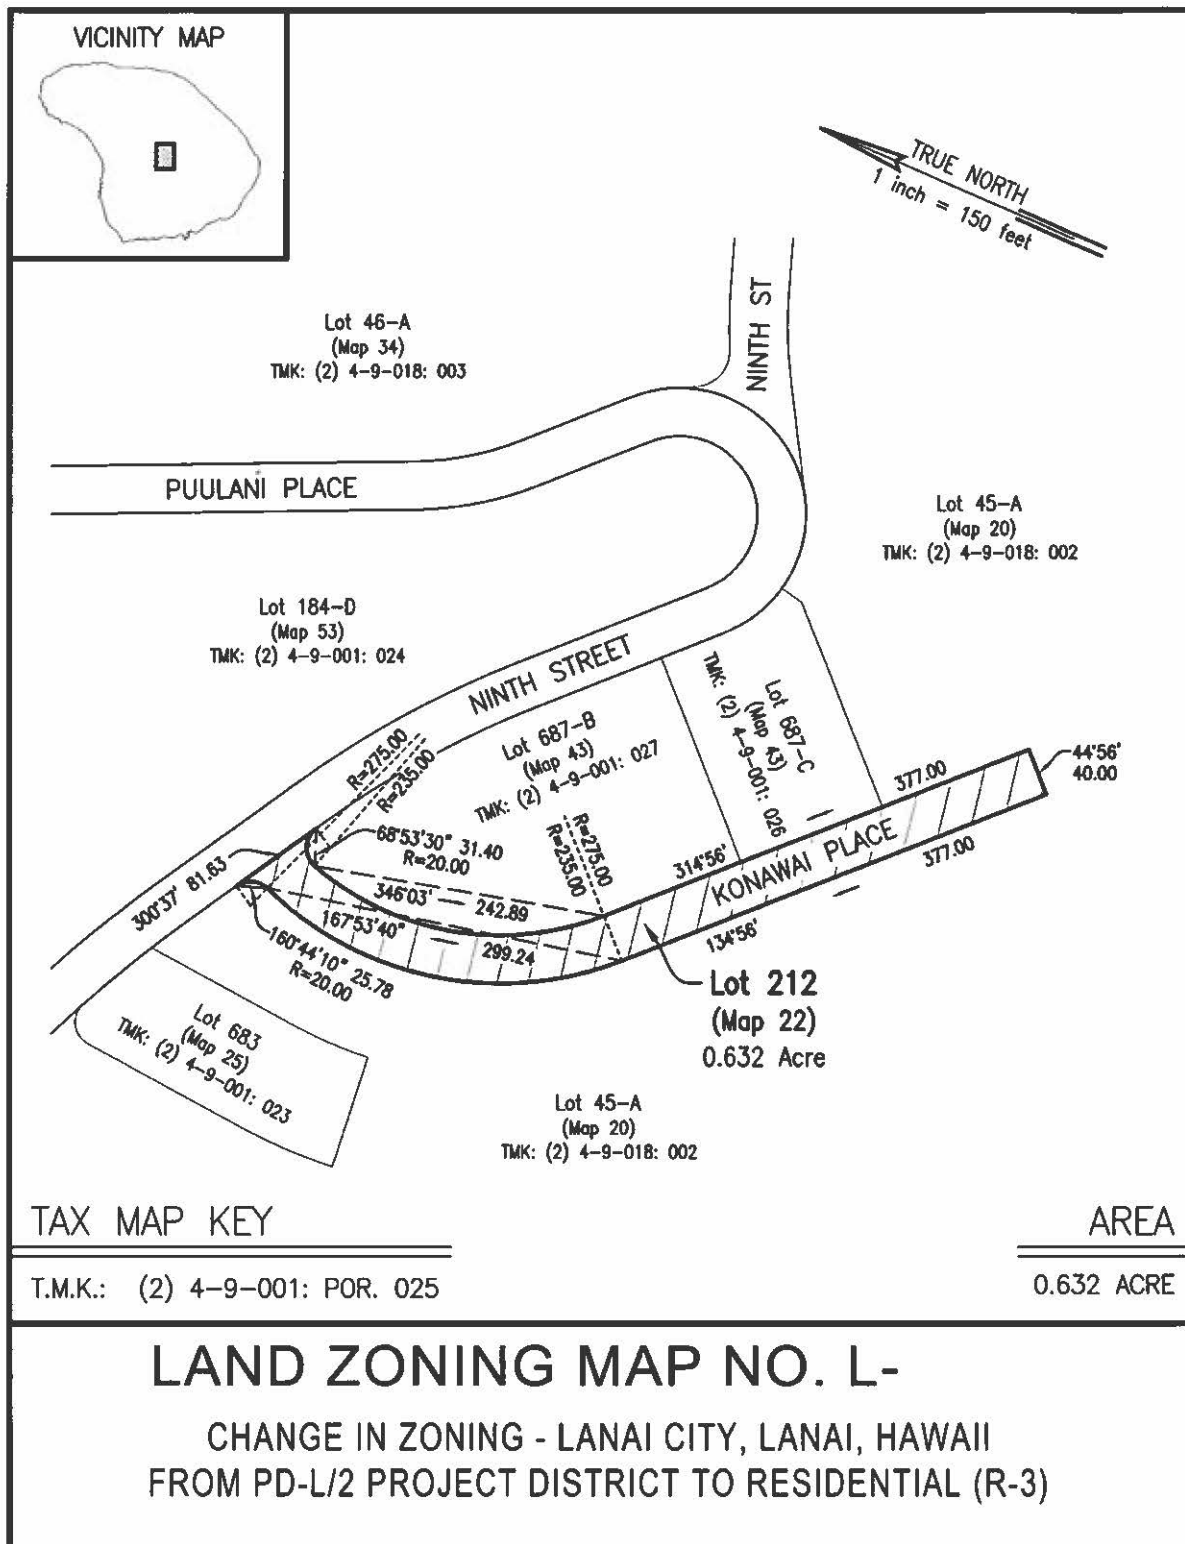 VICINITY MAP
TRUE NORTH
1 inch = 150 feet
NINTH ST
Lot 46-A
(Map 34)
TMK: (2) 4-9-018: 003
PUULANI PLACE
Lot 45-A
(Map 20)
TMK: (2) 4-9-018: 002
Lot 184-D
(Map 53)
TMK: (2) 4-9-001: 024
NINTH STREET
Lot 687-B
(Map 43)
TMK: (2) 4-9-001: 027
Lot 687-C
(Map 43)
TMK: (2) 4-9-001: 026
R=275.00
R=235.00
68°53'30" 31.40
R=20.00
R=275.00
R=235.00
300°37' 81.63
346°03' 242.89
167°53'40" 299.24
160°44'10" 25.78
R=20.00
314°56' 377.00
KONAWAI PLACE
134°56' 377.00
44°56'
40.00
Lot 212
(Map 22)
0.632 Acre
Lot 683
(Map 25)
TMK: (2) 4-9-001: 023
Lot 45-A
(Map 20)
TMK: (2) 4-9-018: 002
TAX MAP KEY
AREA
T.M.K.: (2) 4-9-001: POR. 025
0.632 ACRE
LAND ZONING MAP NO. L-
CHANGE IN ZONING - LANAI CITY, LANAI, HAWAII
FROM PD-L/2 PROJECT DISTRICT TO RESIDENTIAL (R-3)